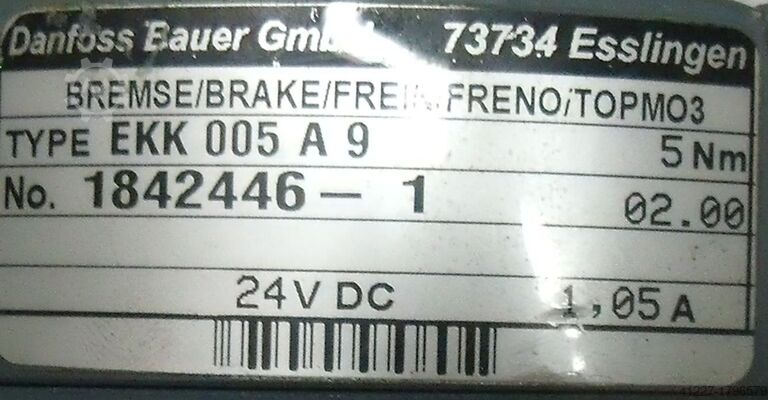 Danfoss Bauer GmbH 73734 Esslingen
BREMSE/BRAKE/FREIN/FRENO/TOPMO3
TYPE EKK 005 A 9 5 Nm
No. 1842446 - 1 02.00
24V DC 1,05 A